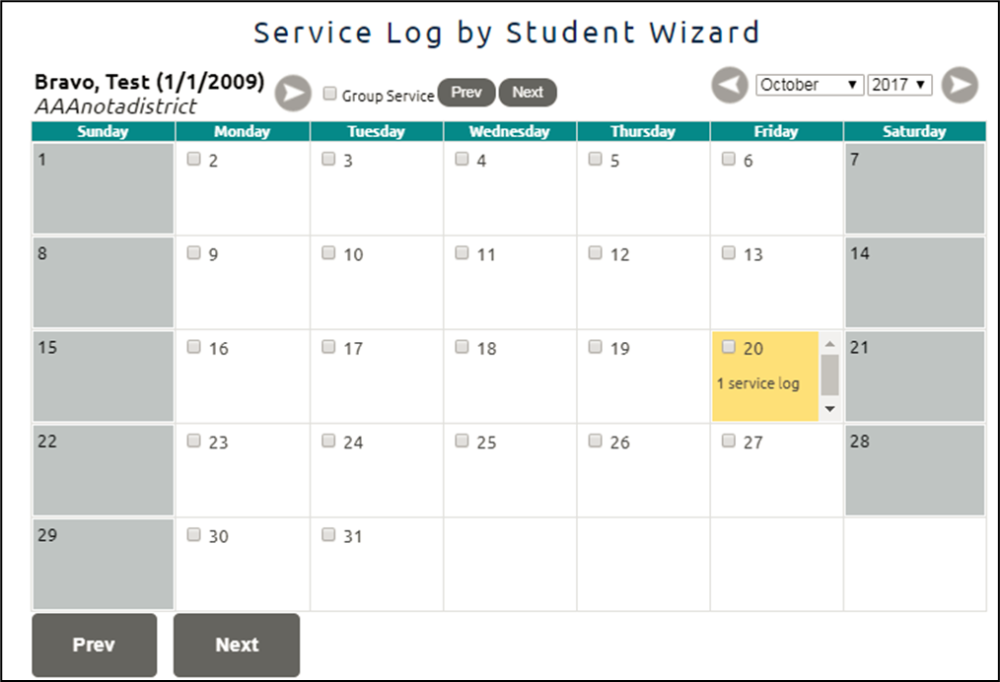 Service Log by Student Wizard
Bravo, Test (1/1/2009)
AAAnotadistrict
Group Service Prev Next
October 2017
Sunday Monday Tuesday Wednesday Thursday Friday Saturday
1 2 3 4 5 6 7
8 9 10 11 12 13 14
15 16 17 18 19 20 21
1 service log
22 23 24 25 26 27 28
29 30 31
Prev Next